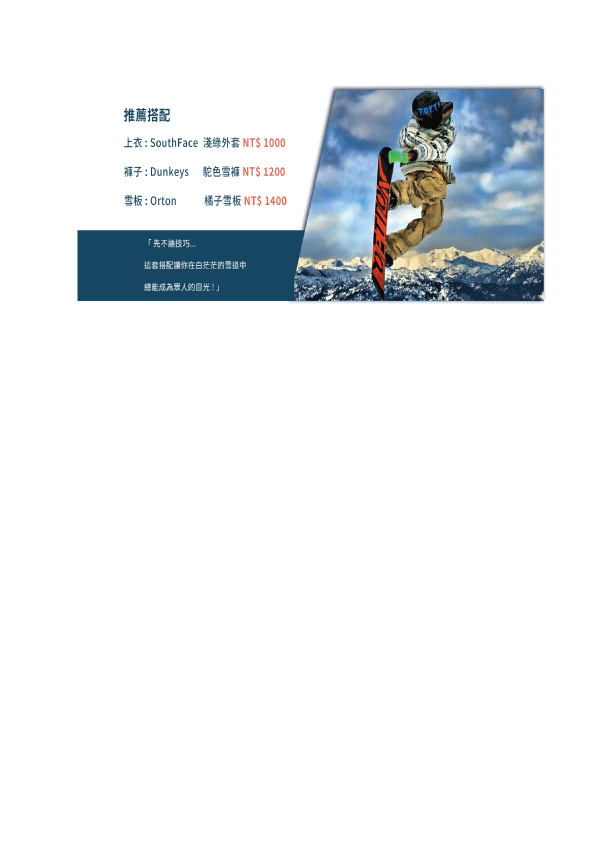 推薦搭配
上衣 : SouthFace 淺綠外套 NT$ 1000
褲子 : Dunkeys 駝色雪褲 NT$ 1200
雪板 : Orton 橘子雪板 NT$ 1400
「 先不論技巧...
這套搭配讓你在白茫茫的雪道中
總能成為眾人的目光！」